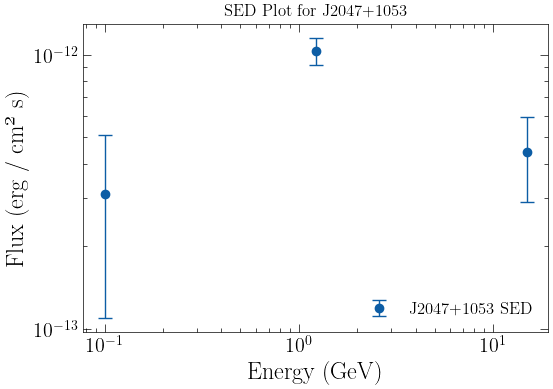 SED Plot for J2047+1053
Flux (erg / cm² s)
10⁻¹²
10⁻¹³
J2047+1053 SED
10⁻¹
10⁰
10¹
Energy (GeV)